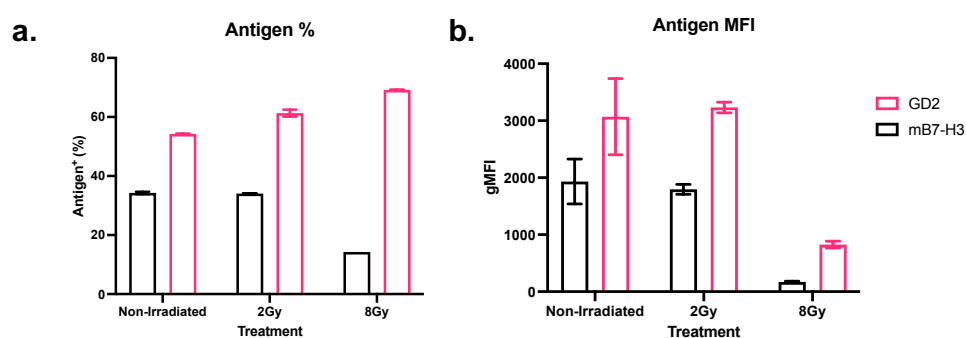 a.
Antigen %
Antigen⁺ (%)
80
60
40
20
0
Non-Irradiated 2Gy 8Gy
Treatment
b.
Antigen MFI
gMFI
4000
3000
2000
1000
0
Non-Irradiated 2Gy 8Gy
Treatment
GD2
mB7-H3